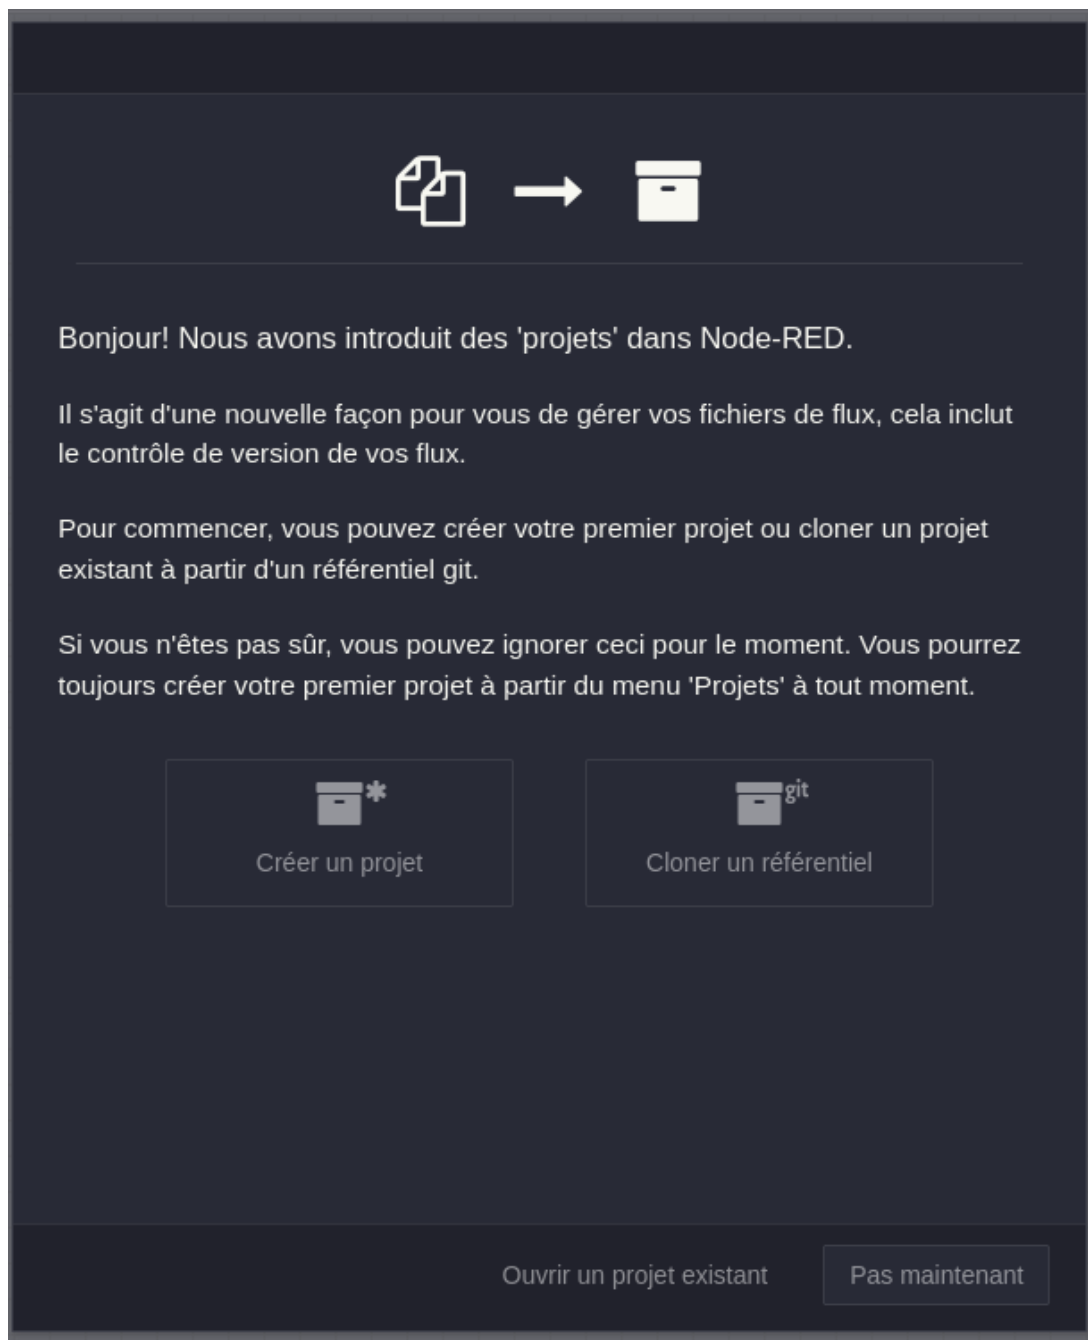 Bonjour! Nous avons introduit des 'projets' dans Node-RED.
Il s'agit d'une nouvelle façon pour vous de gérer vos fichiers de flux, cela inclut
le contrôle de version de vos flux.
Pour commencer, vous pouvez créer votre premier projet ou cloner un projet
existant à partir d'un référentiel git.
Si vous n'êtes pas sûr, vous pouvez ignorer ceci pour le moment. Vous pourrez
toujours créer votre premier projet à partir du menu 'Projets' à tout moment.
git
Créer un projet
Cloner un référentiel
Ouvrir un projet existant
Pas maintenant